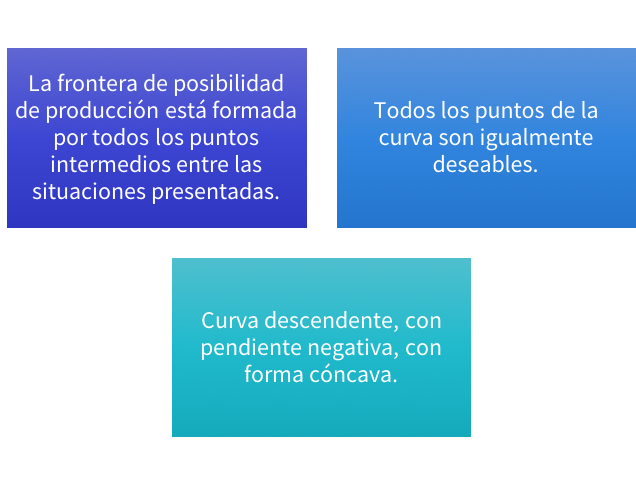 La frontera de posibilidad
de producción está formada
por todos los puntos
intermedios entre las
situaciones presentadas.
Todos los puntos de la
curva son igualmente
deseables.
Curva descendente, con
pendiente negativa, con
forma cóncava.